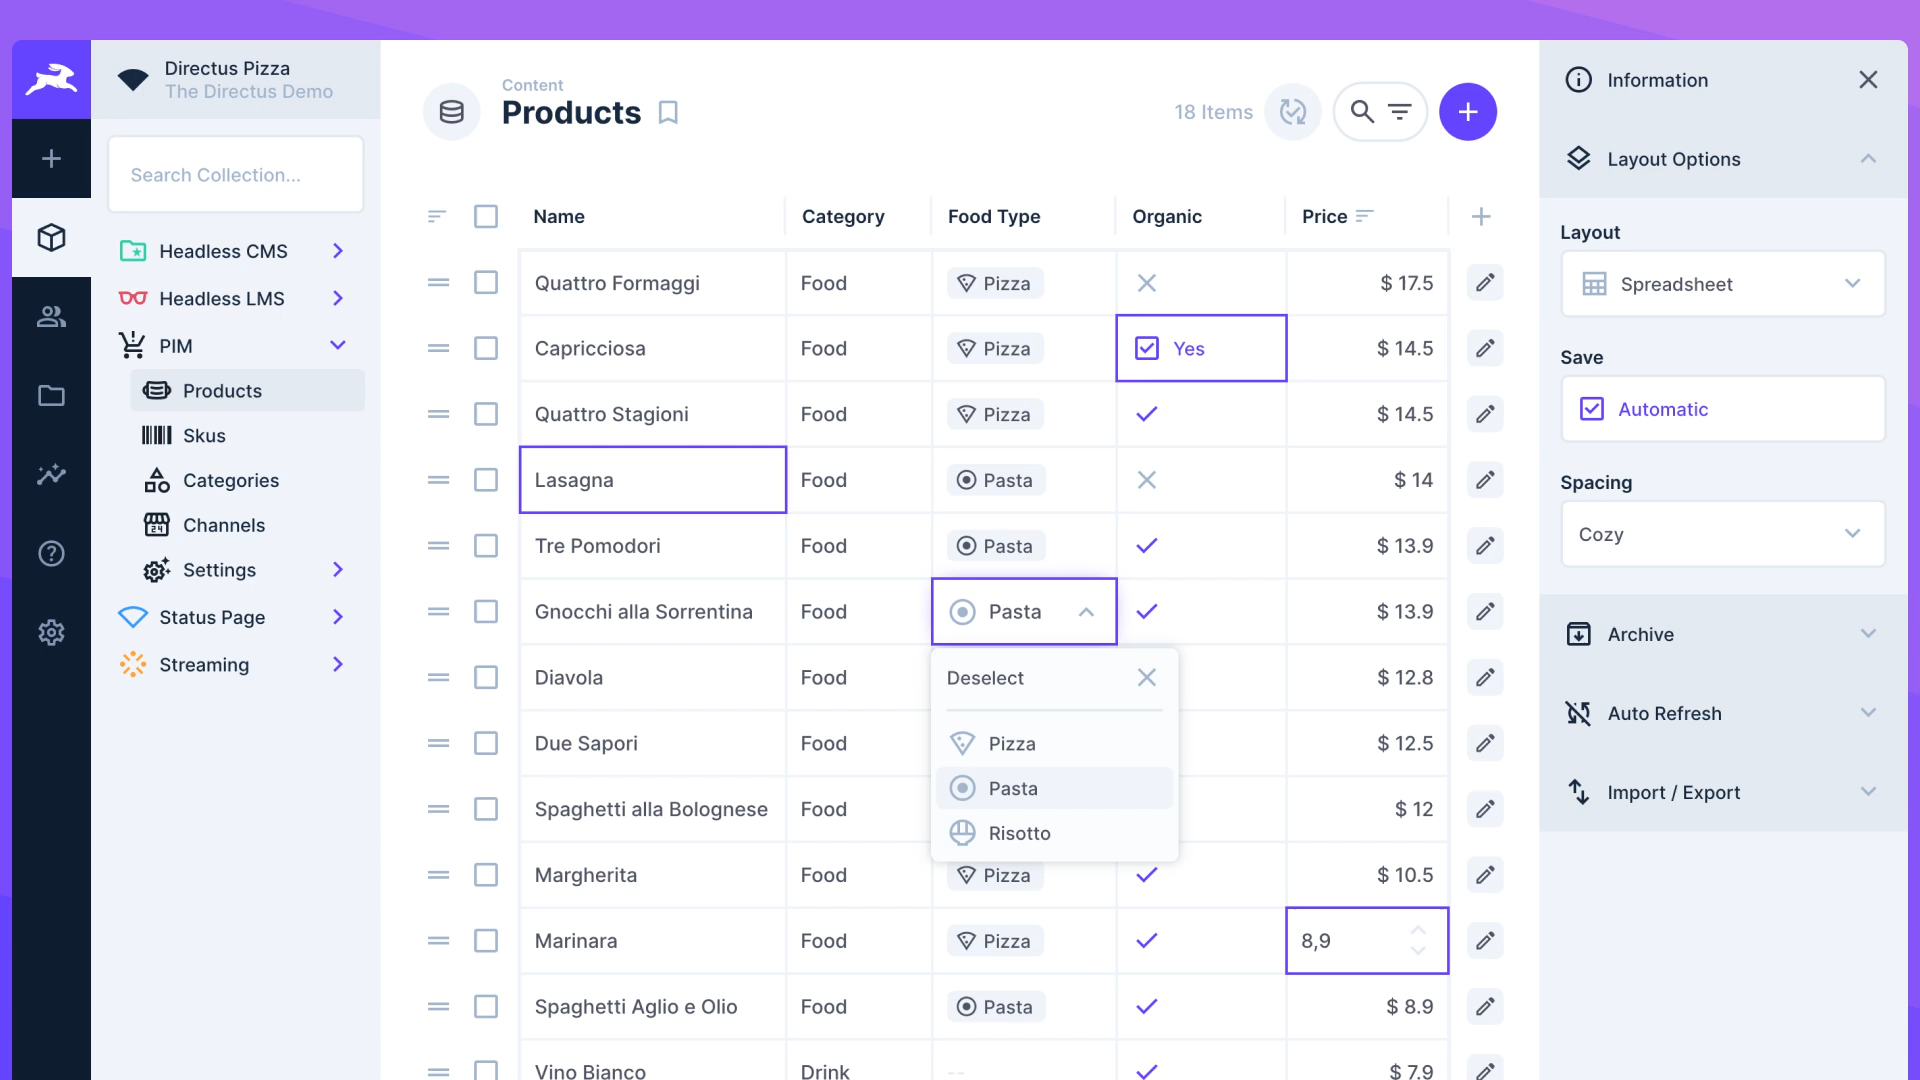 Directus Pizza
The Directus Demo
Search Collection...
Headless CMS
Headless LMS
PIM
Products
Skus
Categories
24
Channels
Settings
Status Page
Streaming
Content
Products
18 Items
Name Category Food Type Organic Price
Quattro Formaggi Food Pizza $ 17.5
Capricciosa Food Pizza Yes $ 14.5
Quattro Stagioni Food Pizza $ 14.5
Lasagna Food Pasta $ 14
Tre Pomodori Food Pasta $ 13.9
Gnocchi alla Sorrentina Food Pasta $ 13.9
Diavola Food $ 12.8
Due Sapori Food $ 12.5
Spaghetti alla Bolognese Food $ 12
Deselect
Pizza
Pasta
Risotto
Margherita Food Pizza $ 10.5
Marinara Food Pizza 8,9
Spaghetti Aglio e Olio Food Pasta $ 8.9
Vino Bianco Drink -- $ 7.9
Information
Layout Options
Layout
Spreadsheet
Save
Automatic
Spacing
Cozy
Archive
Auto Refresh
Import / Export